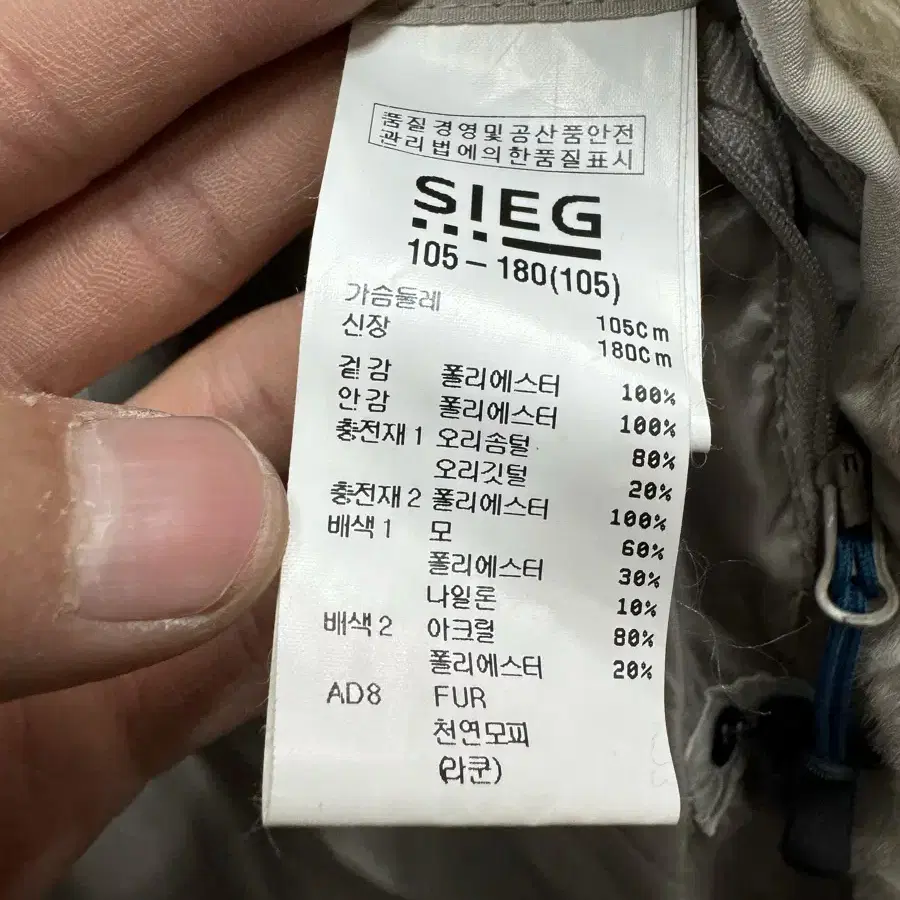 품질경영및공산품안전
관리법에의한품질표시
SIEG
105-180(105)
가슴둘레 105Cm
신장 180Cm
겉감 폴리에스터 100%
안감 폴리에스터 100%
충전재1 오리솜털 80%
오리깃털 20%
충전재2 폴리에스터 100%
배색1 모 60%
폴리에스터 30%
나일론 10%
배색2 아크릴 80%
폴리에스터 20%
AD8 FUR
천연모피
(라쿤)